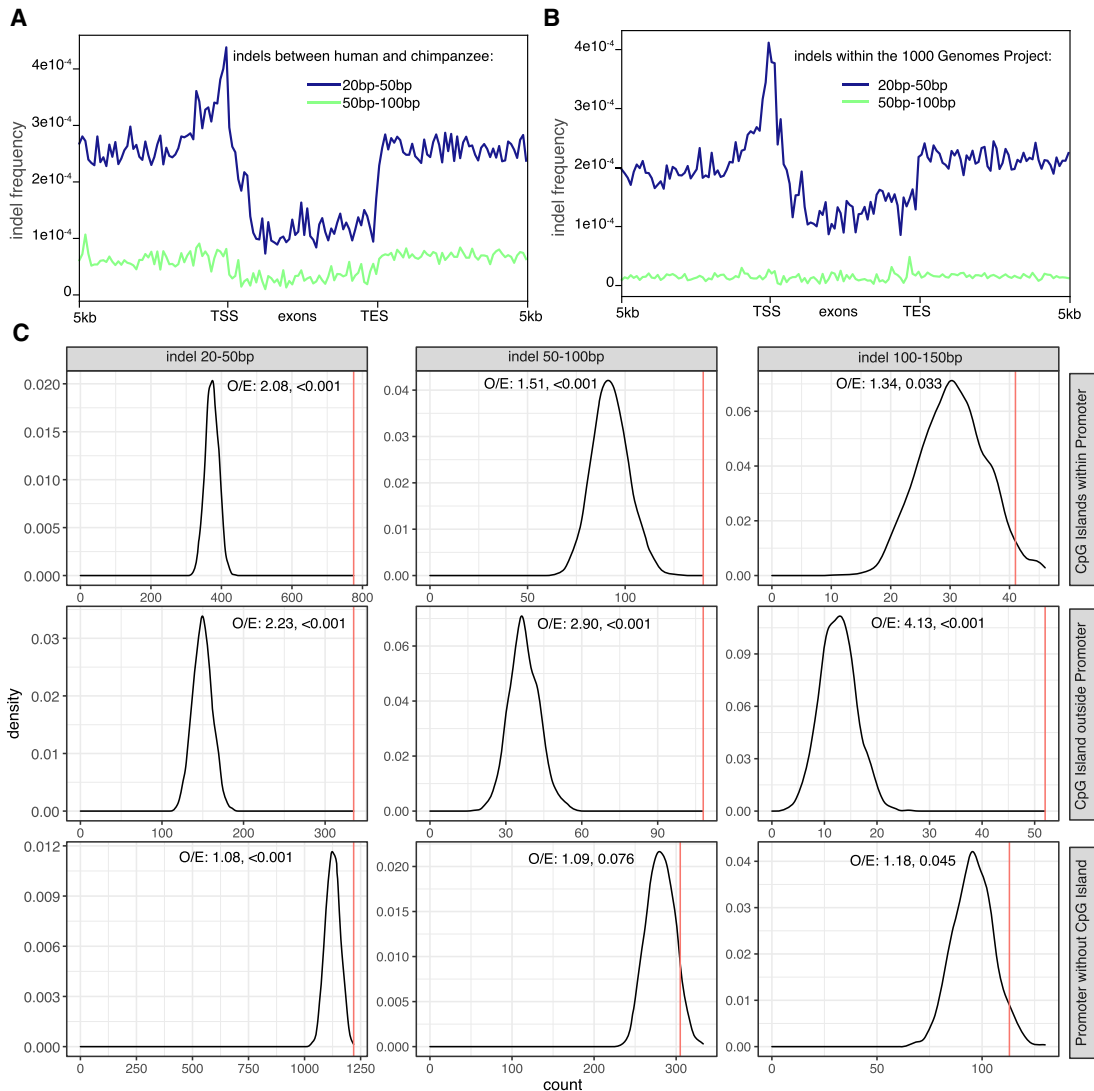 A
indels between human and chimpanzee:
20bp-50bp
50bp-100bp
indel frequency
4e⁻⁴
3e⁻⁴
2e⁻⁴
1e⁻⁴
0
5kb
TSS
exons
TES
5kb
B
indels within the 1000 Genomes Project:
20bp-50bp
50bp-100bp
indel frequency
4e⁻⁴
3e⁻⁴
2e⁻⁴
1e⁻⁴
0
5kb
TSS
exons
TES
5kb
C
indel 20-50bp
indel 50-100bp
indel 100-150bp
density
O/E: 2.08, <0.001
0.020
0.015
0.010
0.005
0.000
0 200 400 600 800
O/E: 1.51, <0.001
0.04
0.03
0.02
0.01
0.00
0 50 100
O/E: 1.34, 0.033
0.06
0.04
0.02
0.00
0 10 20 30 40
CpG Islands within Promoter
O/E: 2.23, <0.001
0.03
0.02
0.01
0.00
0 100 200 300
O/E: 2.90, <0.001
0.06
0.04
0.02
0.00
0 30 60 90
O/E: 4.13, <0.001
0.09
0.06
0.03
0.00
0 10 20 30 40 50
CpG Island outside Promoter
O/E: 1.08, <0.001
0.012
0.009
0.006
0.003
0.000
0 250 500 750 1000 1250
O/E: 1.09, 0.076
0.020
0.015
0.010
0.005
0.000
0 100 200 300
O/E: 1.18, 0.045
0.04
0.03
0.02
0.01
0.00
0 50 100
Promoter without CpG Island
count